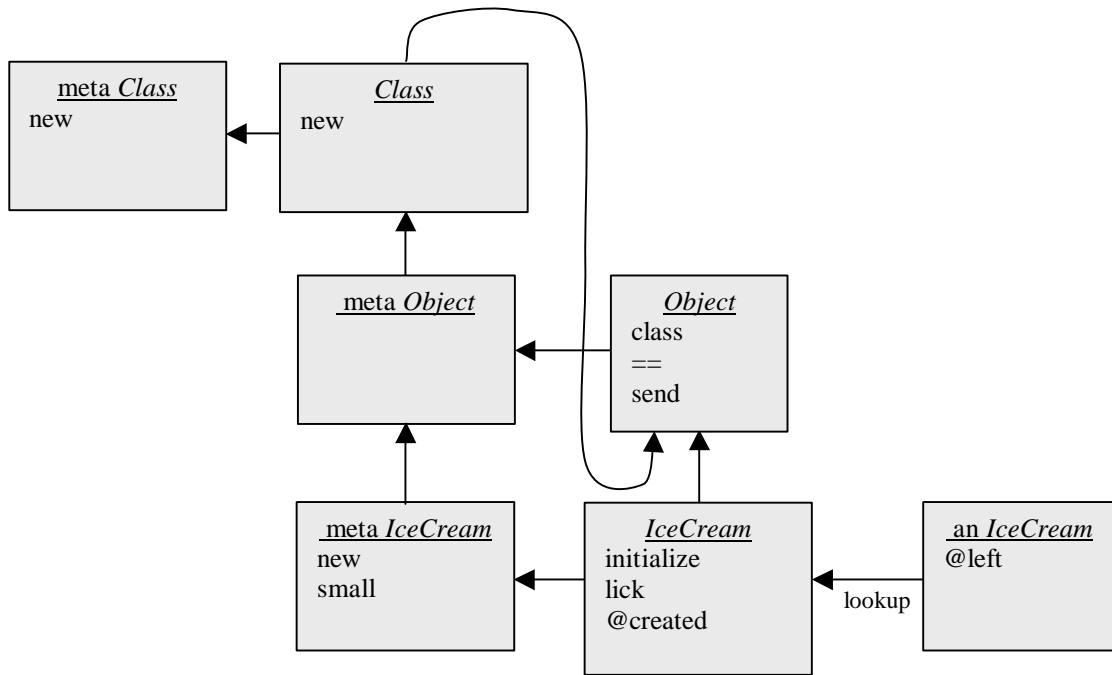 meta Class
new
Class
new
meta Object
Object
class
==
send
meta IceCream
new
small
IceCream
initialize
lick
@created
lookup
an IceCream
@left